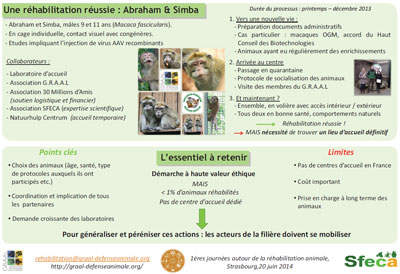 Une réhabilitation réussie : Abraham & Simba
- Abraham et Simba, mâles 9 et 11 ans (Macaca fascicularis).
- En cage individuelle, contact visuel avec congénères.
- Etudes impliquant l'injection de virus AAV recombinants
Collaborateurs :
- Laboratoire d'accueil
- Association G.R.A.A.L
- Association 30 Millions d'Amis
(soutien logistique et financier)
- Association SFECA (expertise scientifique)
- Natuurhulp Centrum (accueil temporaire)
Durée du processus : printemps – décembre 2013
1. Vers une nouvelle vie :
- Préparation documents administratifs
- Cas particulier : macaques OGM, accord du Haut
Conseil des Biotechnologies
- Animaux ayant eu régulièrement des enrichissements
2. Arrivée au centre
- Passage en quarantaine
- Protocole de socialisation des animaux
- Visite des membres du G.R.A.A.L
3. Et maintenant ?
- Ensemble, en volière avec accès intérieur / extérieur
- Tous deux en bonne santé, comportements naturels
Réhabilitation réussie !
MAIS nécessité de trouver un lieu d'accueil définitif
Points clés
• Choix des animaux (âge, santé, type
de protocoles auxquels ils ont
participés etc.)
• Coordination et implication de tous
les partenaires
• Demande croissante des laboratoires
L'essentiel à retenir
Démarche à haute valeur éthique
MAIS
< 1% d'animaux réhabilités
Pas de centre d'accueil dédié
Limites
• Pas de centres d'accueil en France
• Coût important
• Prise en charge à long terme des
animaux
Pour généraliser et péréniser ces actions : les acteurs de la filière doivent se mobiliser
rehabilitation@graal-defenseanimale.org
http://graal-defenseanimale.org/
1ères journées autour de la réhabilitation animale,
Strasbourg,20 juin 2014
Sfeca